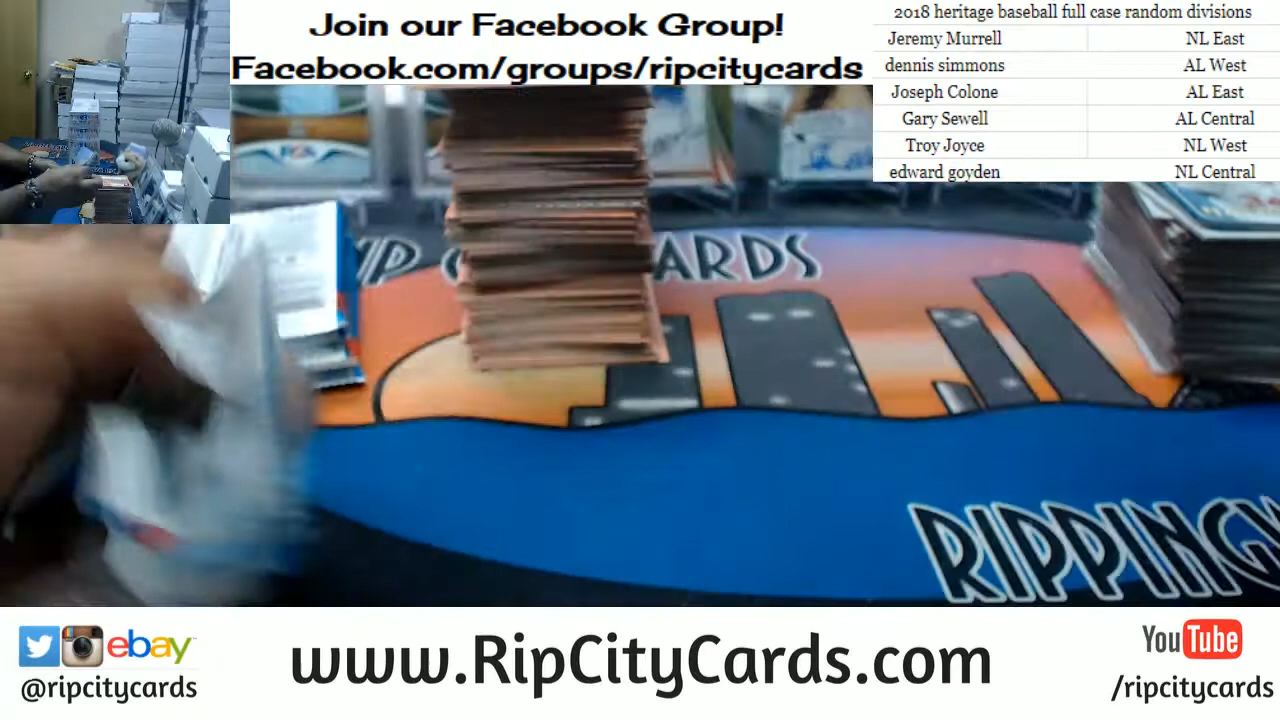 Join our Facebook Group!
Facebook.com/groups/ripcitycards
2018 heritage baseball full case random divisions
Jeremy Murrell NL East
dennis simmons AL West
Joseph Colone AL East
Gary Sewell AL Central
Troy Joyce NL West
edward goyden NL Central
ARDS
RIPPING
ebay
@ripcitycards
www.RipCityCards.com
YouTube
/ripcitycards